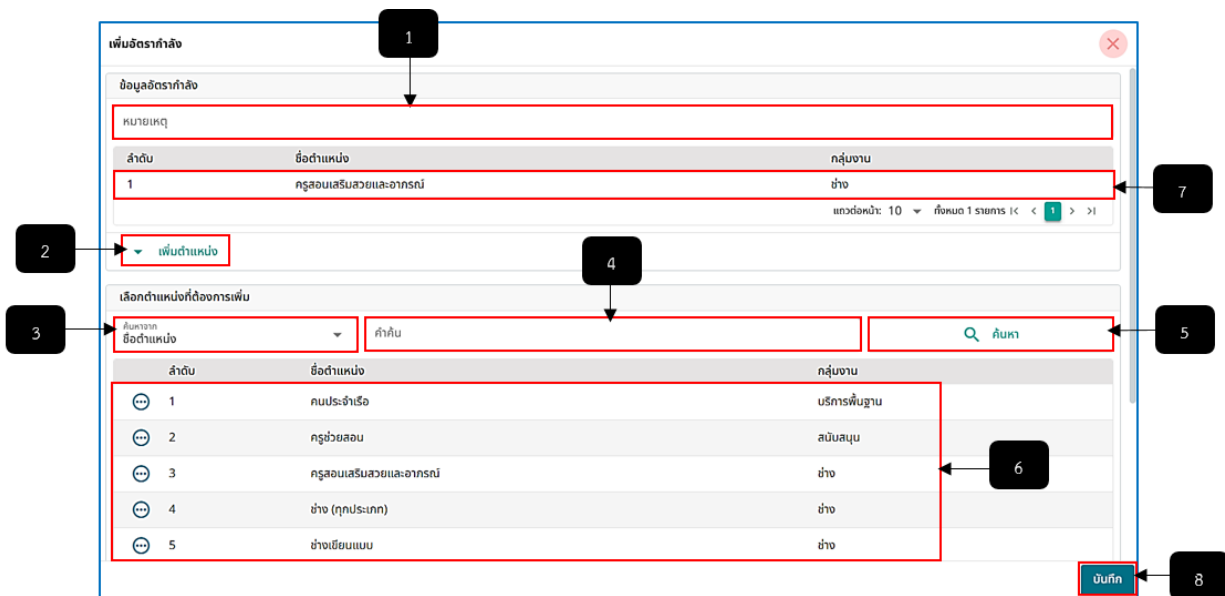 1
เพิ่มอัตรากำลัง
ข้อมูลอัตรากำลัง
หมายเหตุ
ลำดับ ชื่อตำแหน่ง กลุ่มงาน
1 ครูสอนเสริมสวยและอาภรณ์ ช่าง
7
แถวต่อหน้า: 10 ทั้งหมด 1 รายการ |< < 1 > >|
2
เพิ่มตำแหน่ง
4
เลือกตำแหน่งที่ต้องการเพิ่ม
3
ค้นหาจาก
ชื่อตำแหน่ง คำค้น ค้นหา
5
ลำดับ ชื่อตำแหน่ง กลุ่มงาน
1 คนประจำเรือ บริการพื้นฐาน
2 ครูช่วยสอน สนับสนุน
3 ครูสอนเสริมสวยและอาภรณ์ ช่าง
6
4 ช่าง (ทุกประเภท) ช่าง
5 ช่างเขียนแบบ ช่าง
บันทึก
8